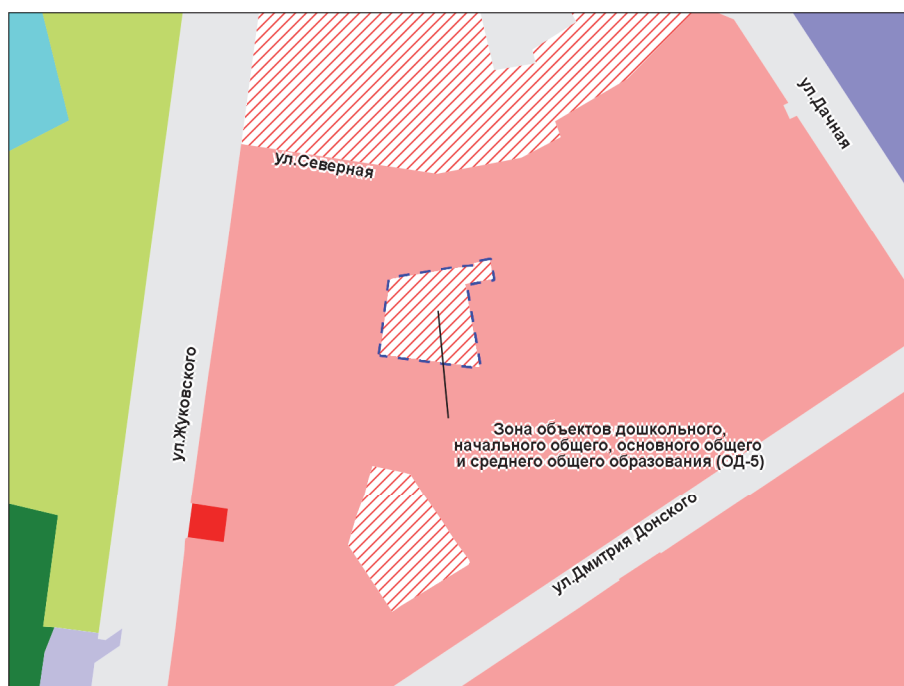 ул.Дачная
ул.Северная
ул.Жуковского
Зона объектов дошкольного,
начального общего, основного общего
и среднего общего образования (ОД-5)
ул.Дмитрия Донского